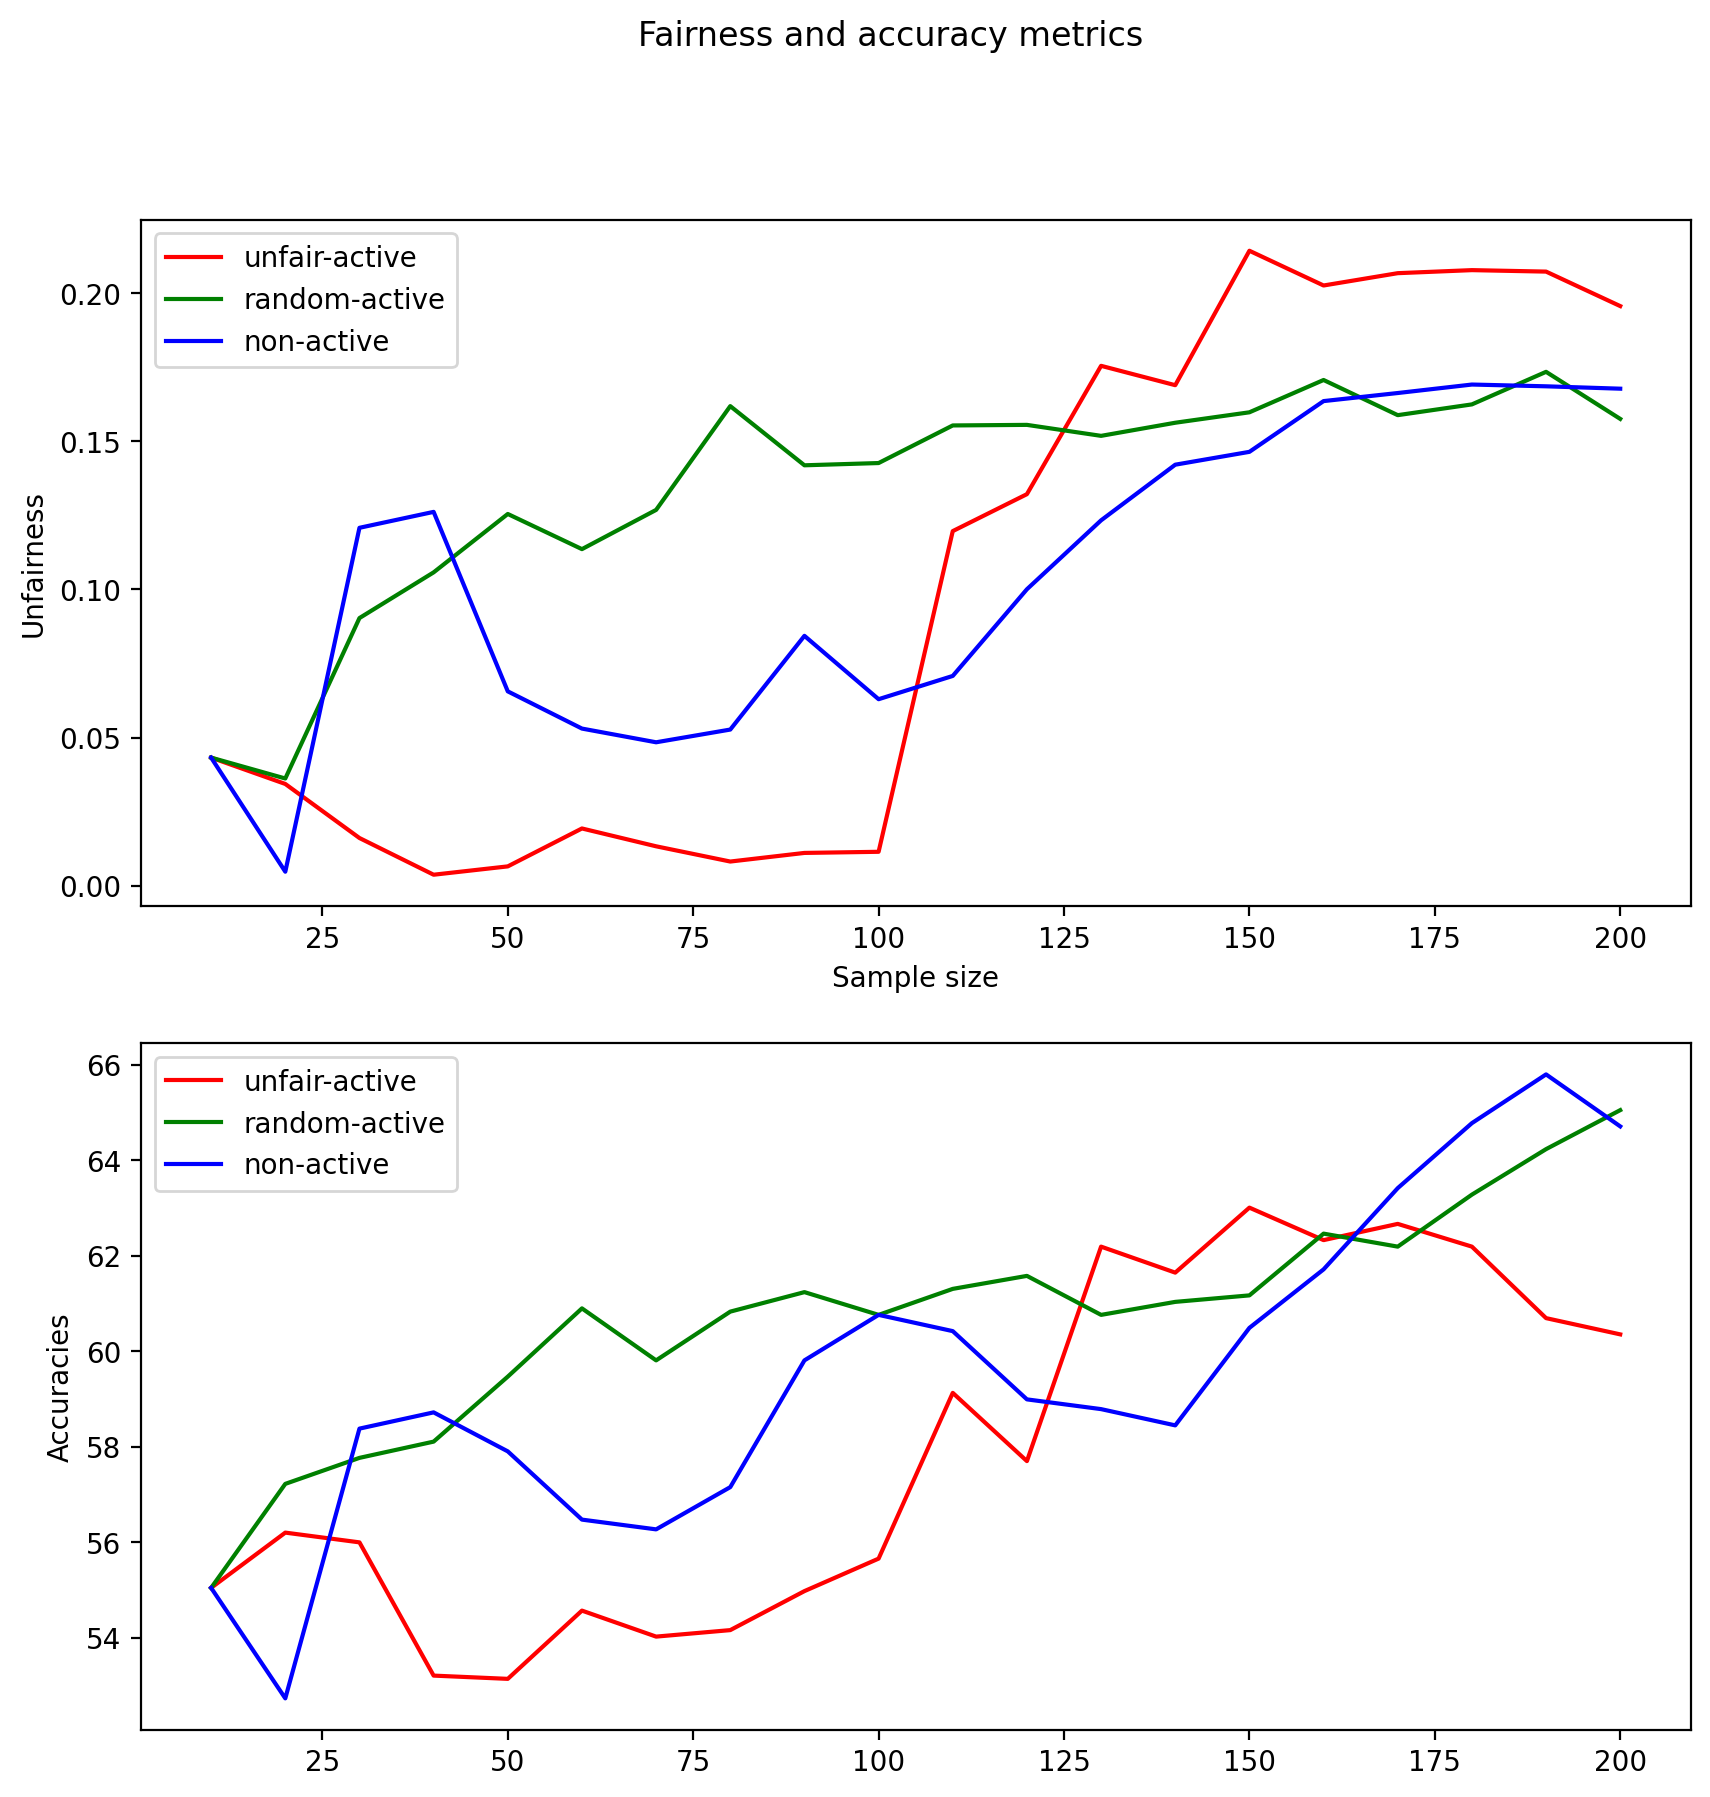 Fairness and accuracy metrics
unfair-active
random-active
non-active
0.20
0.15
0.10
0.05
0.00
Unfairness
25 50 75 100 125 150 175 200
Sample size
unfair-active
random-active
non-active
66
64
62
60
58
56
54
Accuracies
25 50 75 100 125 150 175 200